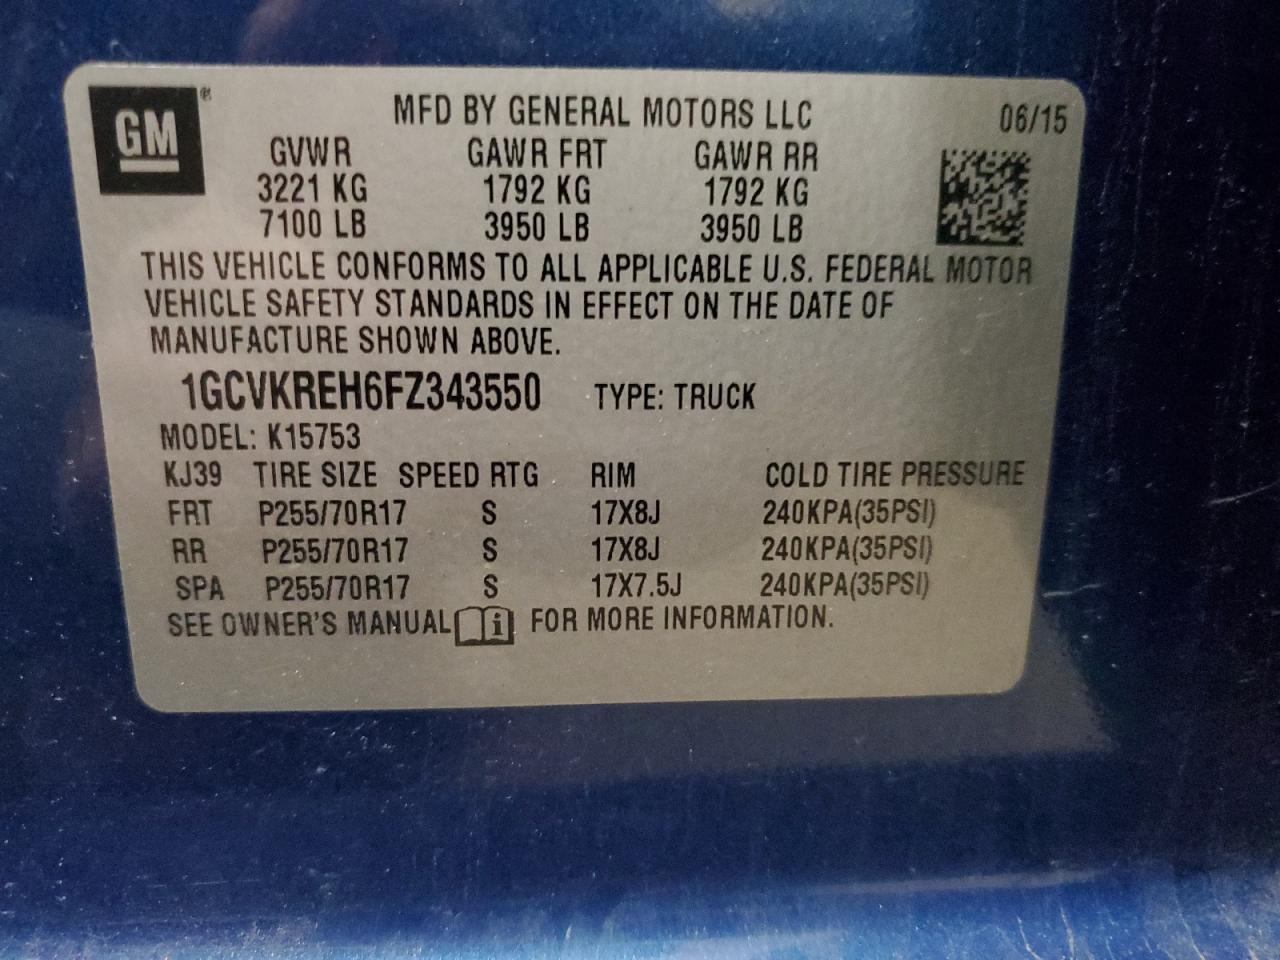 GM ®
MFD BY GENERAL MOTORS LLC 06/15
GVWR GAWR FRT GAWR RR
3221 KG 1792 KG 1792 KG
7100 LB 3950 LB 3950 LB
THIS VEHICLE CONFORMS TO ALL APPLICABLE U.S. FEDERAL MOTOR
VEHICLE SAFETY STANDARDS IN EFFECT ON THE DATE OF
MANUFACTURE SHOWN ABOVE.
1GCVKREH6FZ343550 TYPE: TRUCK
MODEL: K15753
KJ39 TIRE SIZE SPEED RTG RIM COLD TIRE PRESSURE
FRT P255/70R17 S 17X8J 240KPA(35PSI)
RR P255/70R17 S 17X8J 240KPA(35PSI)
SPA P255/70R17 S 17X7.5J 240KPA(35PSI)
SEE OWNER'S MANUAL i FOR MORE INFORMATION.